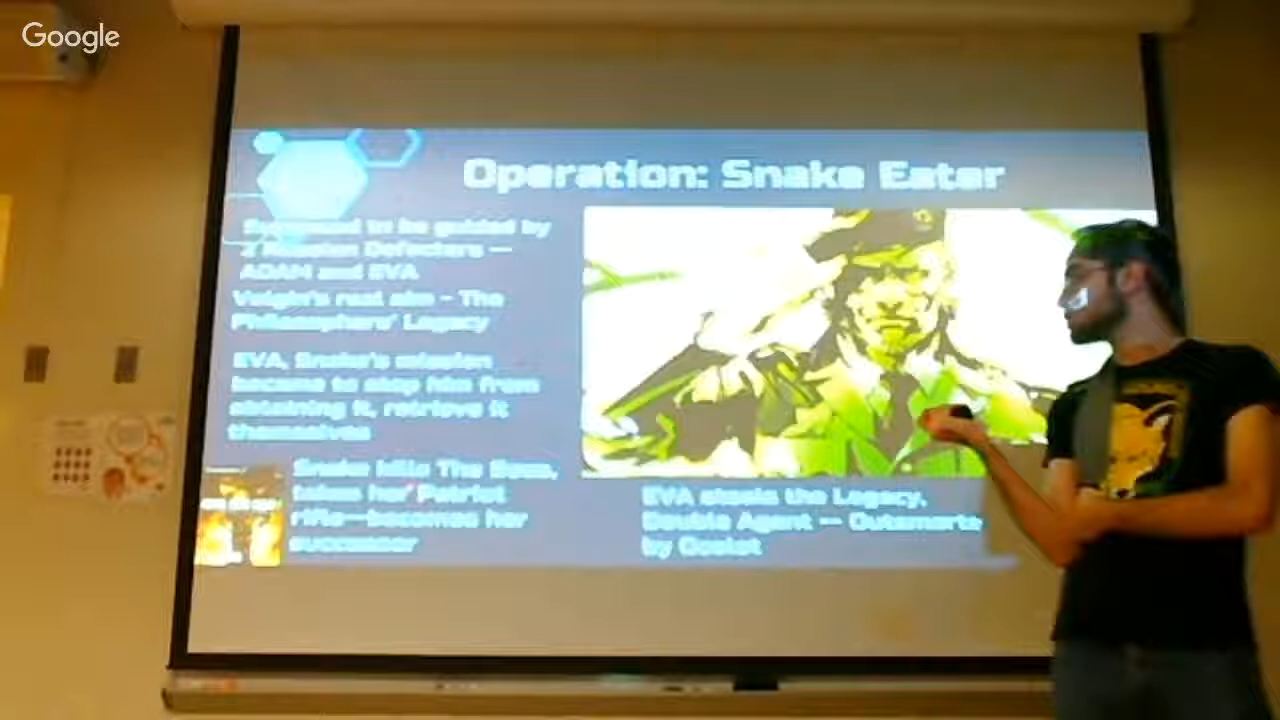 Google
Operation: Snake Eater
Supposed to be guided by
2 Russian Defectors —
ADAM and EVA
Volgin's real aim - The
Philosophers' Legacy
EVA, Snake's mission
became to stop him from
obtaining it, retrieve it
themselves
Snake kills The Boss,
takes her Patriot
rifle—becomes her
successor
EVA steals the Legacy.
Double Agent — Outsmarts
by Ocelot